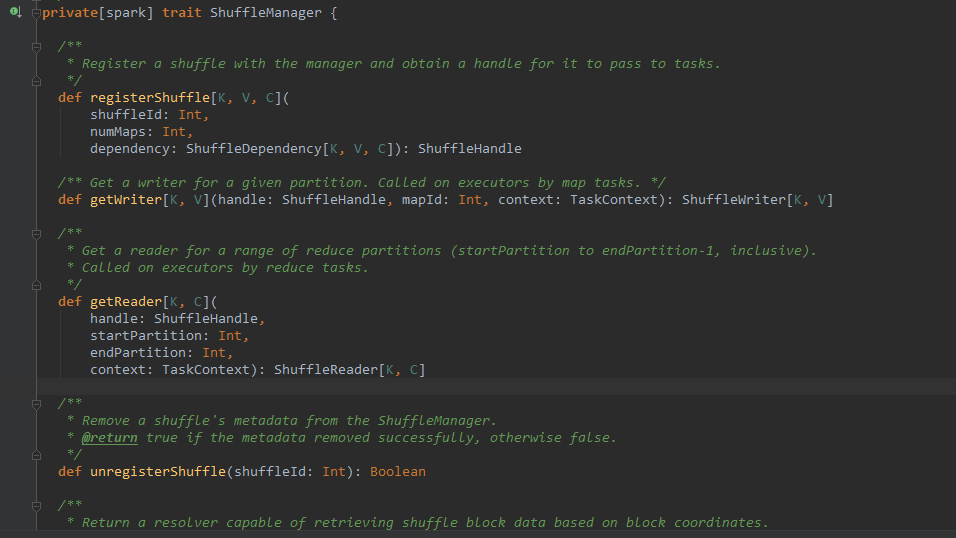 private[spark] trait ShuffleManager {
/**
* Register a shuffle with the manager and obtain a handle for it to pass to tasks.
*/
def registerShuffle[K, V, C](
shuffleId: Int,
numMaps: Int,
dependency: ShuffleDependency[K, V, C]): ShuffleHandle
/** Get a writer for a given partition. Called on executors by map tasks. */
def getWriter[K, V](handle: ShuffleHandle, mapId: Int, context: TaskContext): ShuffleWriter[K, V]
/**
* Get a reader for a range of reduce partitions (startPartition to endPartition-1, inclusive).
* Called on executors by reduce tasks.
*/
def getReader[K, C](
handle: ShuffleHandle,
startPartition: Int,
endPartition: Int,
context: TaskContext): ShuffleReader[K, C]
/**
* Remove a shuffle's metadata from the ShuffleManager.
* @return true if the metadata removed successfully, otherwise false.
*/
def unregisterShuffle(shuffleId: Int): Boolean
/**
* Return a resolver capable of retrieving shuffle block data based on block coordinates.